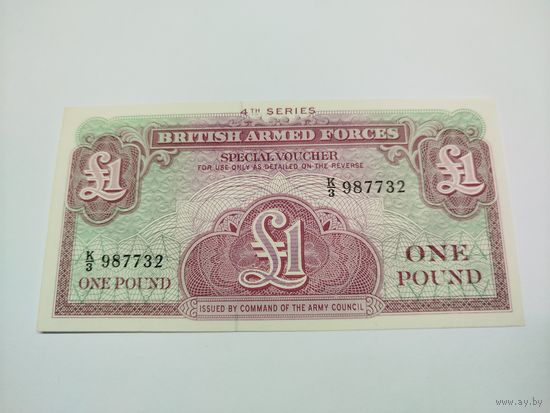 4TH SERIES
BRITISH ARMED FORCES
SPECIAL VOUCHER
FOR USE ONLY AS DETAILED ON THE REVERSE
£1
£1
K/3 987732
K/3 987732
ONE POUND
£1
ONE
POUND
ISSUED BY COMMAND OF THE ARMY COUNCIL
www.ay.by